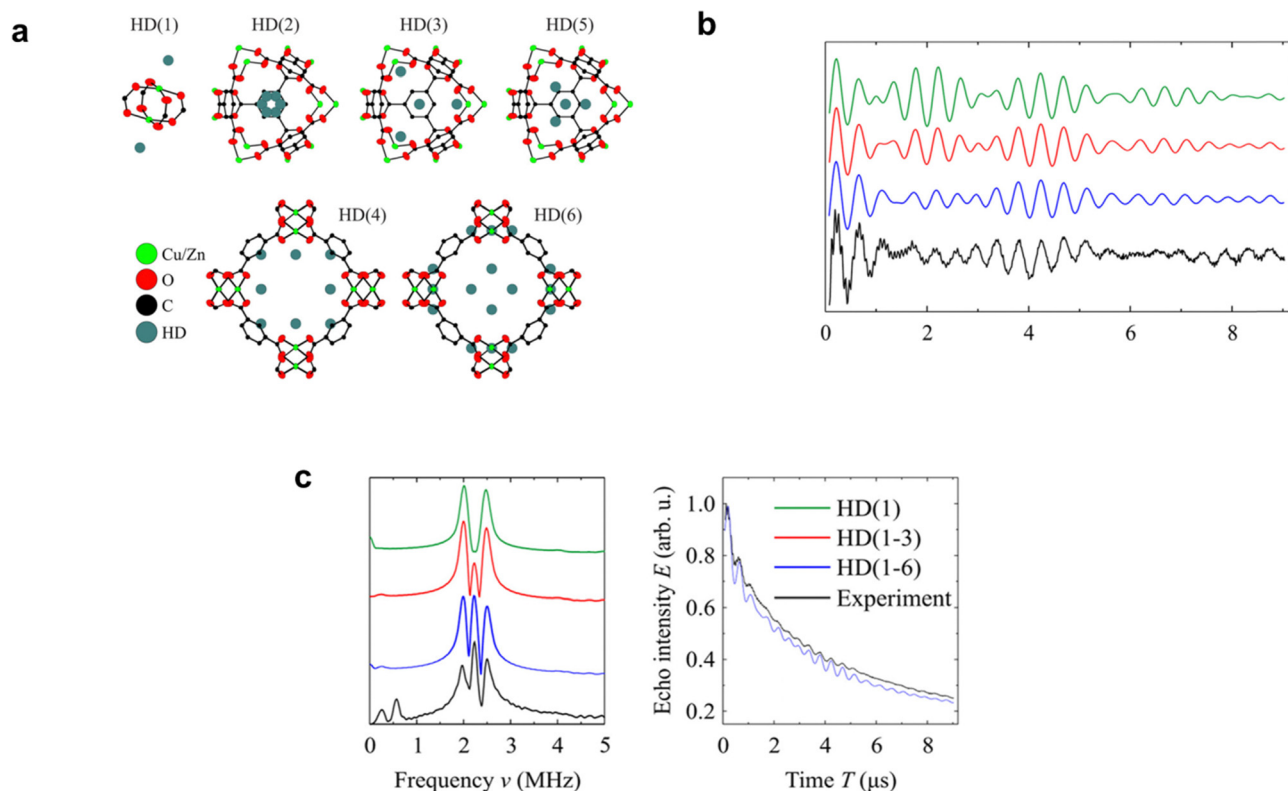 a
HD(1) HD(2) HD(3) HD(5)
HD(4) HD(6)
Cu/Zn
O
C
HD
b
0 2 4 6 8
c
0 1 2 3 4 5
Frequency ν (MHz)
Echo intensity E (arb. u.)
1.0
0.8
0.6
0.4
0.2
HD(1)
HD(1-3)
HD(1-6)
Experiment
0 2 4 6 8
Time T (μs)